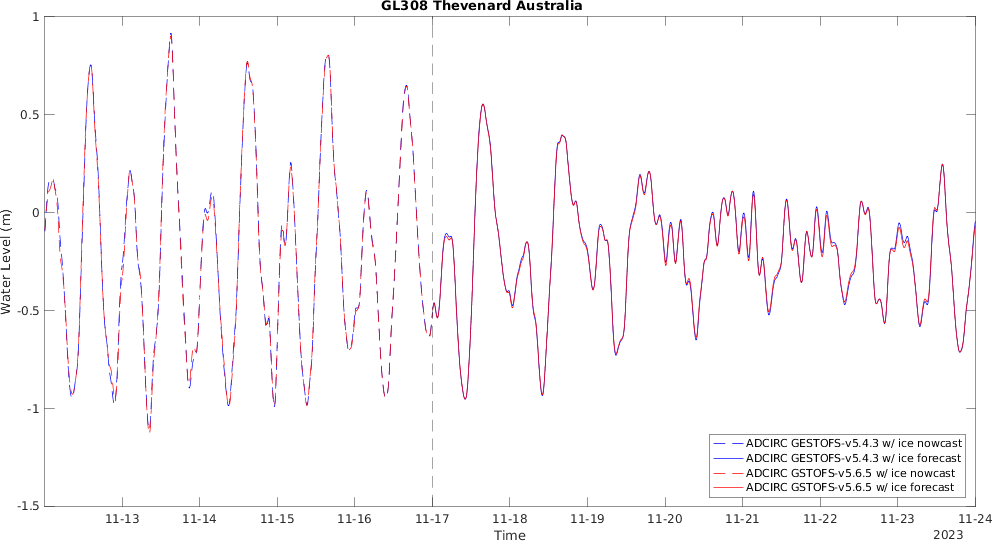 GL308 Thevenard Australia
1
0.5
0
-0.5
-1
-1.5
Water Level (m)
ADCIRC GESTOFS-v5.4.3 w/ ice nowcast
ADCIRC GESTOFS-v5.4.3 w/ ice forecast
ADCIRC GSTOFS-v5.6.5 w/ ice nowcast
ADCIRC GSTOFS-v5.6.5 w/ ice forecast
11-13 11-14 11-15 11-16 11-17 11-18 11-19 11-20 11-21 11-22 11-23 11-24
Time
2023